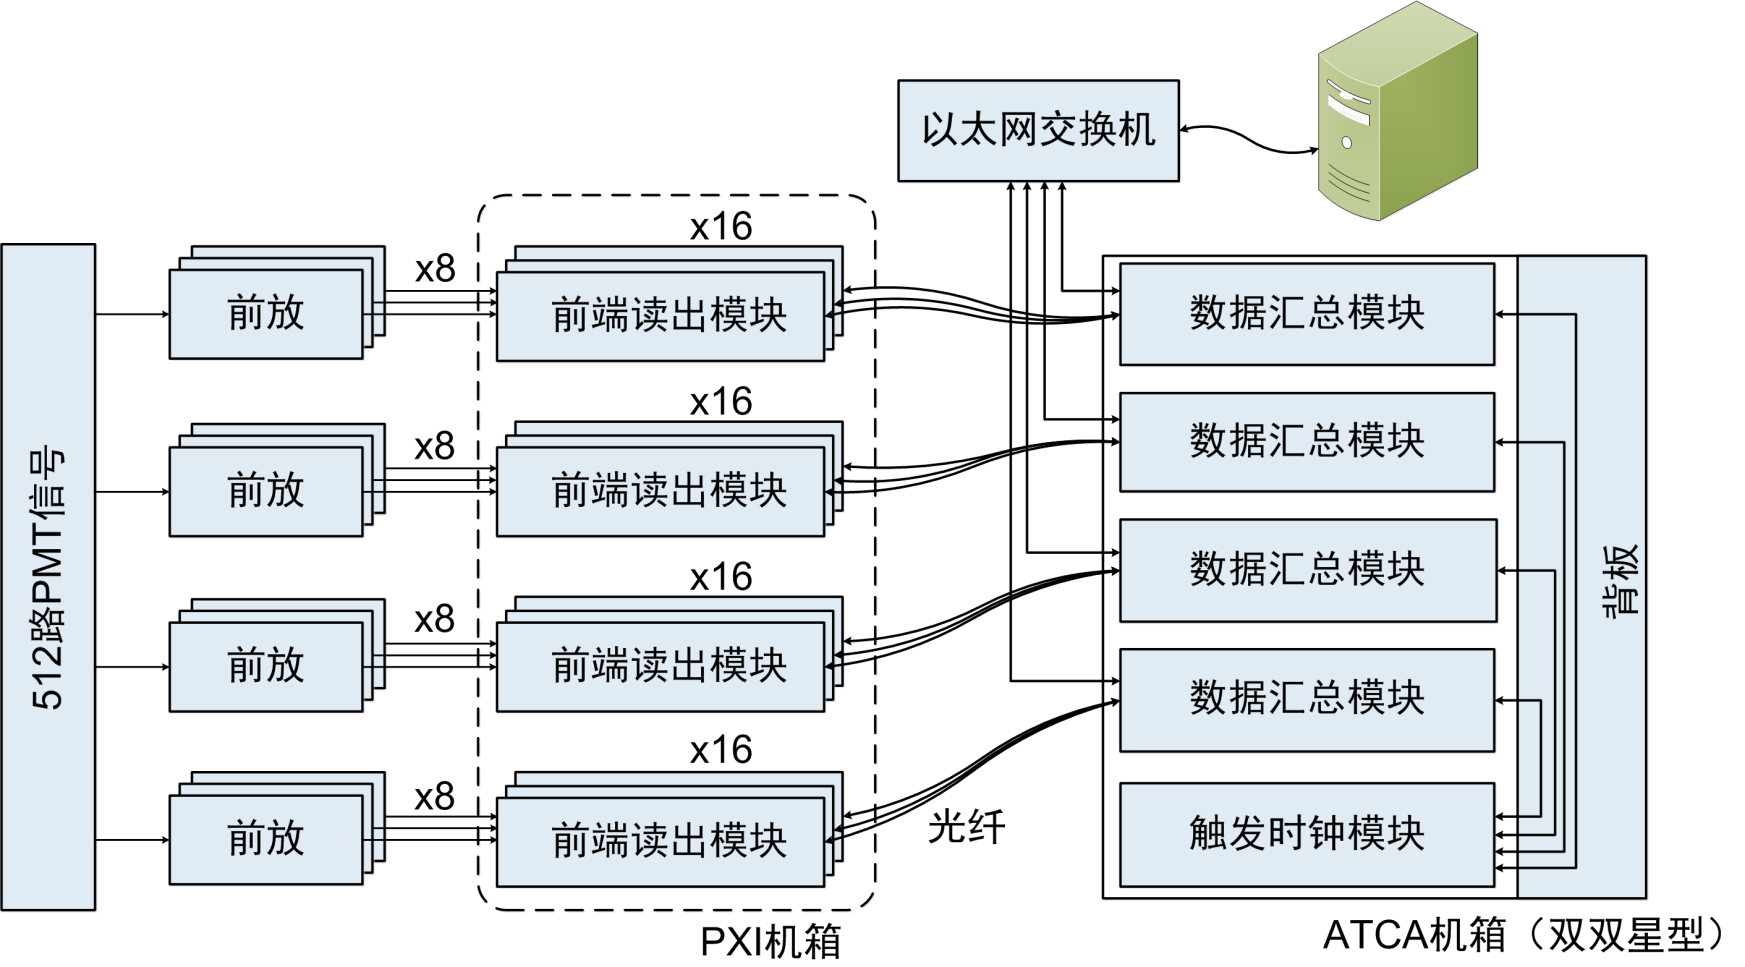 以太网交换机
512路PMT信号
前放
x8
x16
前端读出模块
数据汇总模块
前放
x8
x16
前端读出模块
数据汇总模块
前放
x8
x16
前端读出模块
数据汇总模块
前放
x8
x16
前端读出模块
数据汇总模块
光纤
触发时钟模块
背板
PXI机箱
ATCA机箱（双双星型）